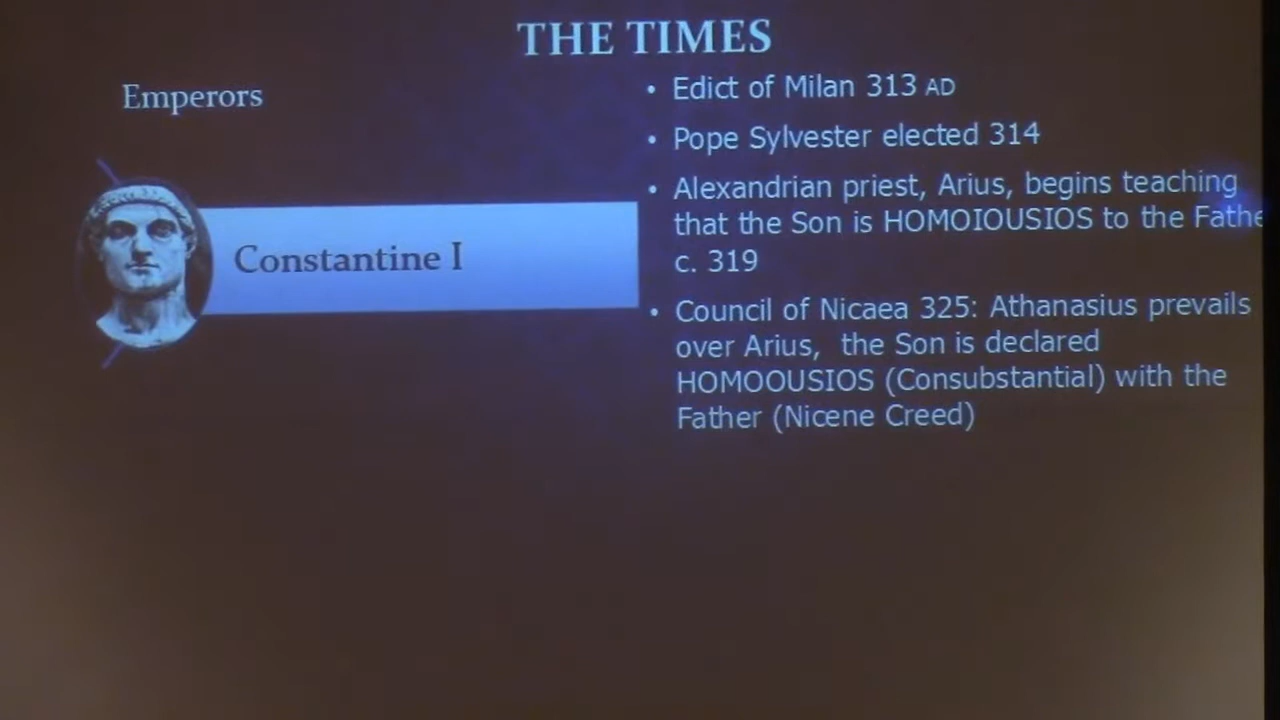 THE TIMES
Emperors
Constantine I
• Edict of Milan 313 AD
• Pope Sylvester elected 314
• Alexandrian priest, Arius, begins teaching
that the Son is HOMOIOUSIOS to the Fathe
c. 319
• Council of Nicaea 325: Athanasius prevails
over Arius,  the Son is declared
HOMOOUSIOS (Consubstantial) with the
Father (Nicene Creed)